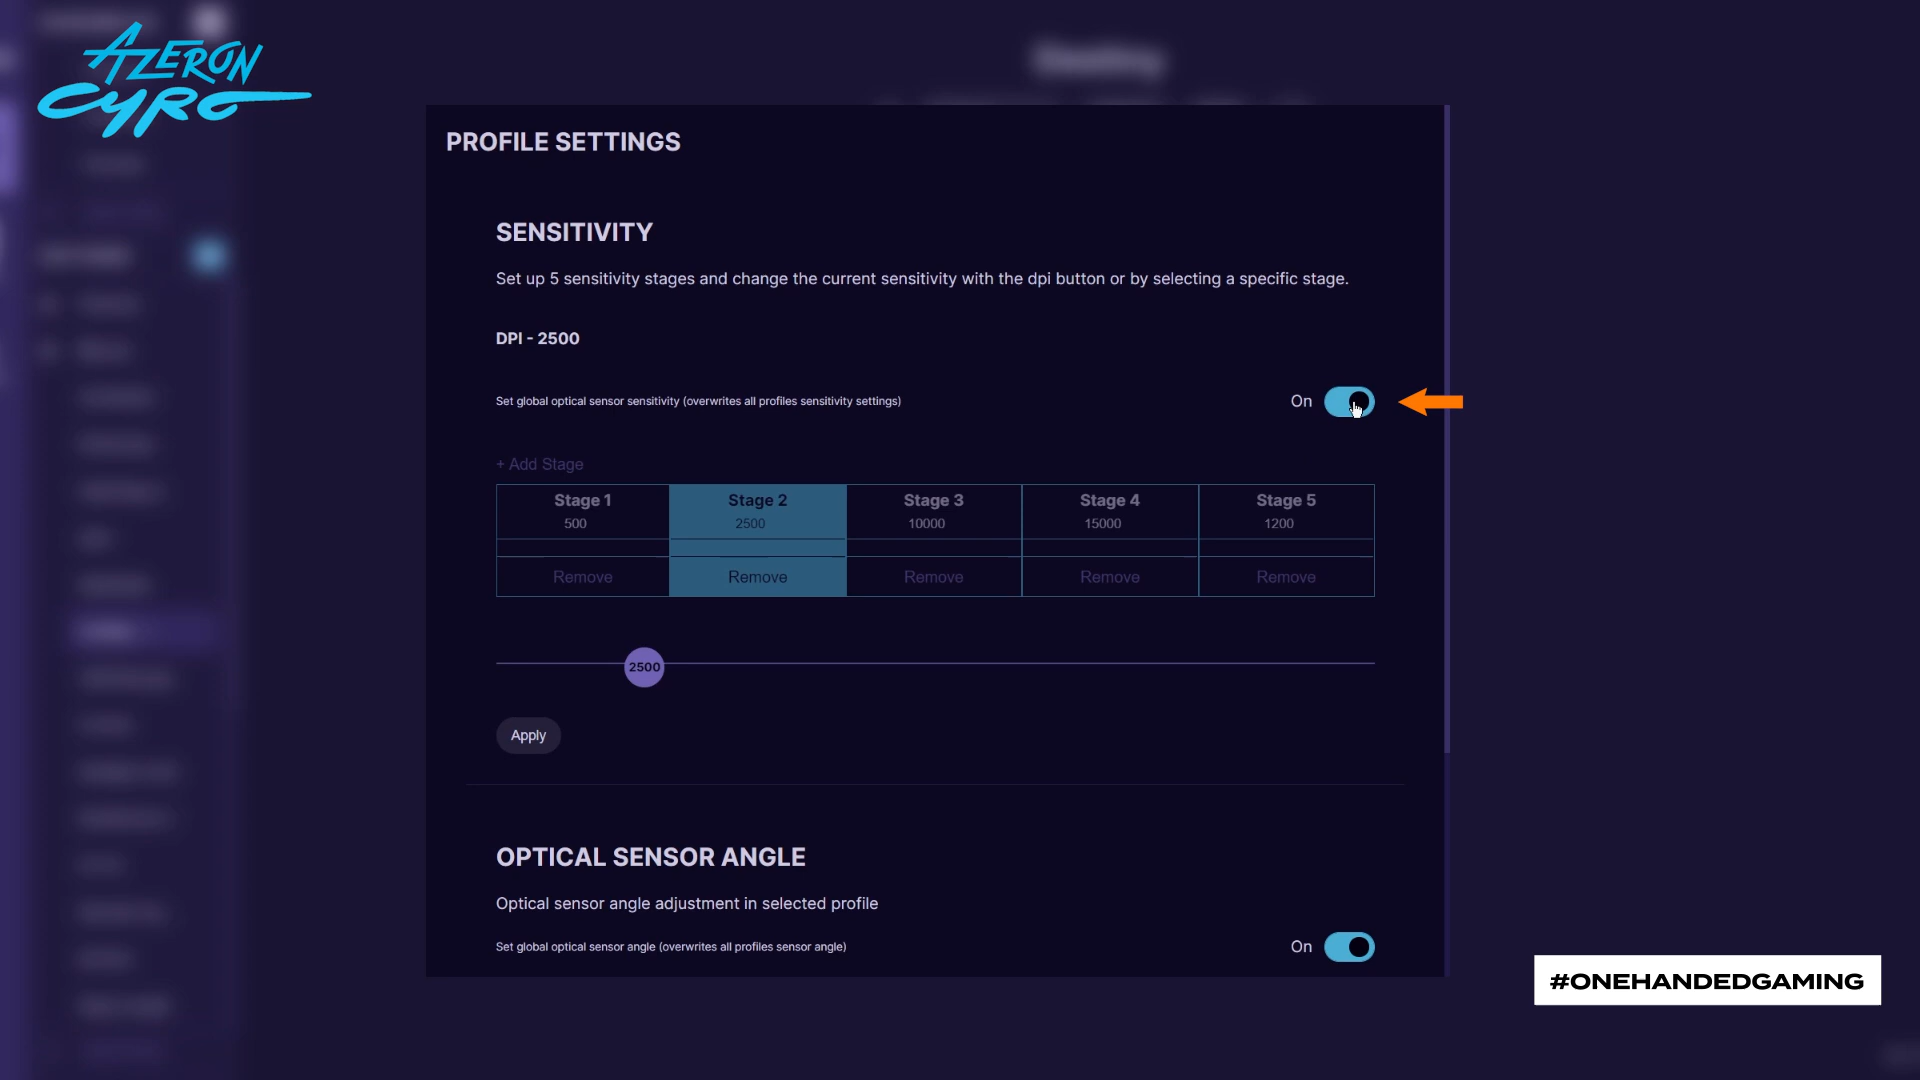 AZERON
CYRO
Destiny
PROFILE SETTINGS
SENSITIVITY
Set up 5 sensitivity stages and change the current sensitivity with the dpi button or by selecting a specific stage.
DPI - 2500
Set global optical sensor sensitivity (overwrites all profiles sensitivity settings)
On
+ Add Stage
Stage 1 Stage 2 Stage 3 Stage 4 Stage 5
500 2500 10000 15000 1200
Remove Remove Remove Remove Remove
2500
Apply
OPTICAL SENSOR ANGLE
Optical sensor angle adjustment in selected profile
Set global optical sensor angle (overwrites all profiles sensor angle)
On
#ONEHANDEDGAMING